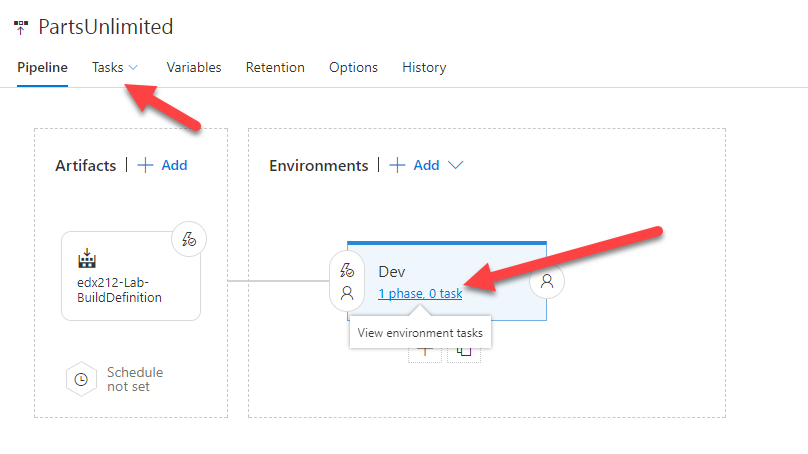 PartsUnlimited
Pipeline Tasks Variables Retention Options History
Artifacts | Add
Environments | Add
edx212-Lab-
BuildDefinition
Dev
1 phase, 0 task
View environment tasks
Schedule
not set